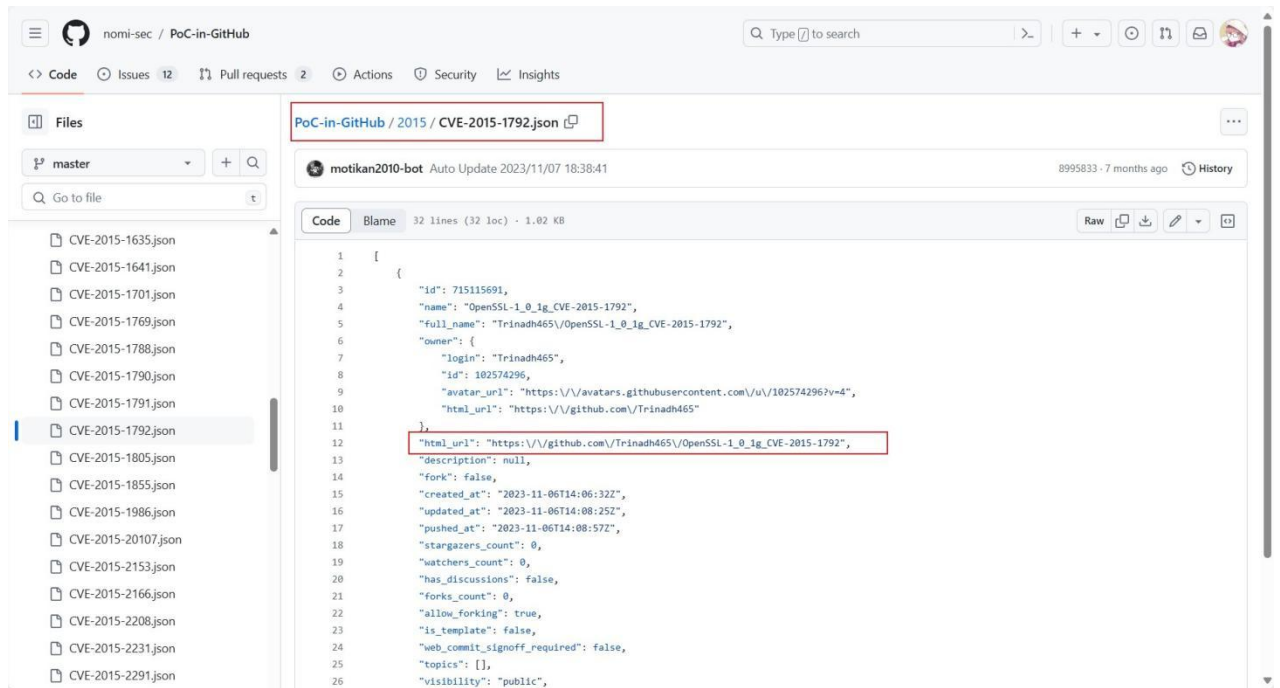 nomi-sec / PoC-in-GitHub
Type / to search
Code
Issues 12
Pull requests 2
Actions
Security
Insights
Files
master
Go to file
t
CVE-2015-1635.json
CVE-2015-1641.json
CVE-2015-1701.json
CVE-2015-1769.json
CVE-2015-1788.json
CVE-2015-1790.json
CVE-2015-1791.json
CVE-2015-1792.json
CVE-2015-1805.json
CVE-2015-1855.json
CVE-2015-1986.json
CVE-2015-20107.json
CVE-2015-2153.json
CVE-2015-2166.json
CVE-2015-2208.json
CVE-2015-2231.json
CVE-2015-2291.json
PoC-in-GitHub / 2015 / CVE-2015-1792.json
motikan2010-bot Auto Update 2023/11/07 18:38:41
8995833 · 7 months ago
History
Code Blame 32 lines (32 loc) · 1.02 KB
Raw
1 [
2 {
3 "id": 715115691,
4 "name": "OpenSSL-1_0_1g_CVE-2015-1792",
5 "full_name": "Trinadh465\/OpenSSL-1_0_1g_CVE-2015-1792",
6 "owner": {
7 "login": "Trinadh465",
8 "id": 102574296,
9 "avatar_url": "https:\/\/avatars.githubusercontent.com\/u\/102574296?v=4",
10 "html_url": "https:\/\/github.com\/Trinadh465"
11 },
12 "html_url": "https:\/\/github.com\/Trinadh465\/OpenSSL-1_0_1g_CVE-2015-1792",
13 "description": null,
14 "fork": false,
15 "created_at": "2023-11-06T14:06:32Z",
16 "updated_at": "2023-11-06T14:08:25Z",
17 "pushed_at": "2023-11-06T14:08:57Z",
18 "stargazers_count": 0,
19 "watchers_count": 0,
20 "has_discussions": false,
21 "forks_count": 0,
22 "allow_forking": true,
23 "is_template": false,
24 "web_commit_signoff_required": false,
25 "topics": [],
26 "visibility": "public",